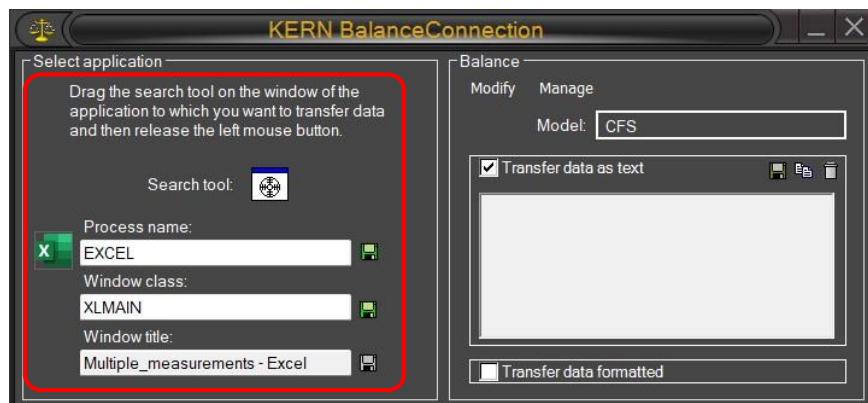 KERN BalanceConnection
Select application
Drag the search tool on the window of the
application to which you want to transfer data
and then release the left mouse button.
Search tool:
Process name:
X
EXCEL
Window class:
XLMAIN
Window title:
Multiple_measurements - Excel
Balance
Modify Manage
Model: CFS
Transfer data as text
Transfer data formatted